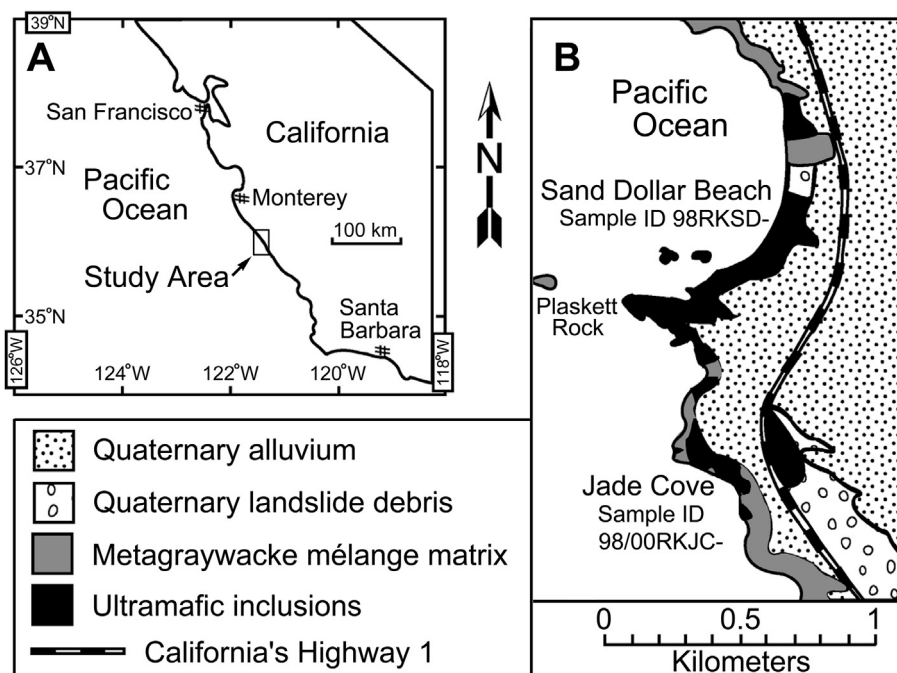 A
39°N
San Francisco
California
37°N
Pacific
Ocean
Monterey
100 km
Study Area
Santa
Barbara
35°N
126°W
124°W
122°W
120°W
118°W
N
B
Pacific
Ocean
Sand Dollar Beach
Sample ID 98RKSD-
Plaskett
Rock
Jade Cove
Sample ID
98/00RKJC-
0
0.5
1
Kilometers
Quaternary alluvium
Quaternary landslide debris
Metagraywacke mélange matrix
Ultramafic inclusions
California's Highway 1